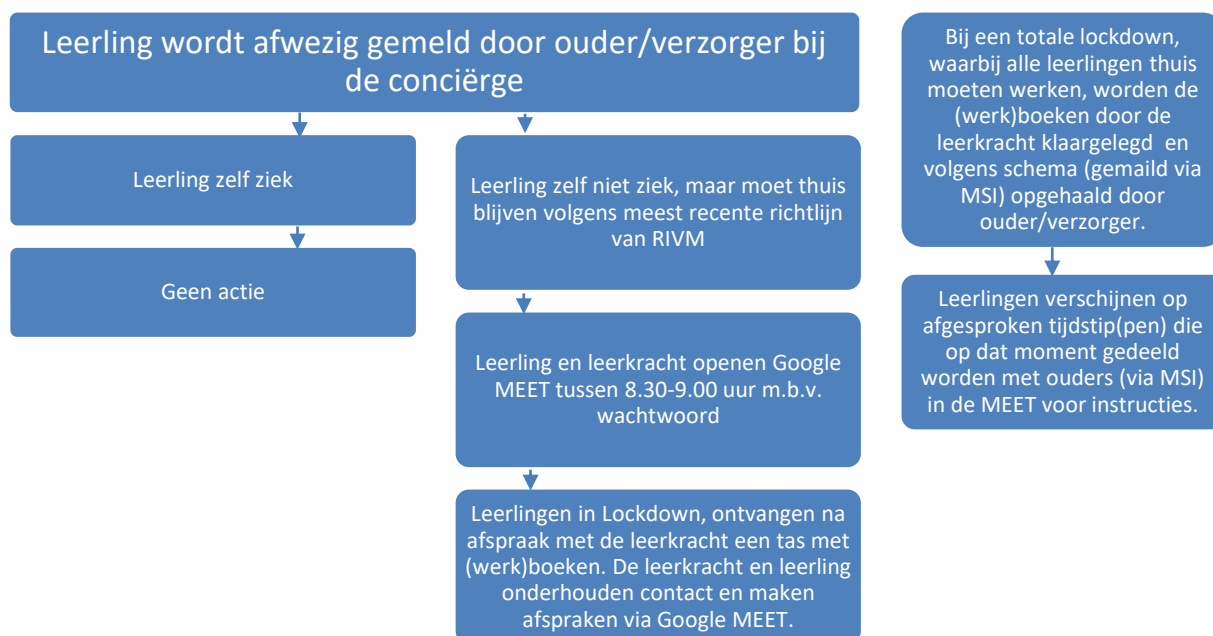 Leerling wordt afwezig gemeld door ouder/verzorger bij
de conciërge
Leerling zelf ziek
Geen actie
Leerling zelf niet ziek, maar moet thuis
blijven volgens meest recente richtlijn
van RIVM
Leerling en leerkracht openen Google
MEET tussen 8.30-9.00 uur m.b.v.
wachtwoord
Leerlingen in Lockdown, ontvangen na
afspraak met de leerkracht een tas met
(werk)boeken. De leerkracht en leerling
onderhouden contact en maken
afspraken via Google MEET.
Bij een totale lockdown,
waarbij alle leerlingen thuis
moeten werken, worden de
(werk)boeken door de
leerkracht klaargelegd en
volgens schema (gemaild via
MSI) opgehaald door
ouder/verzorger.
Leerlingen verschijnen op
afgesproken tijdstip(pen) die
op dat moment gedeeld
worden met ouders (via MSI)
in de MEET voor instructies.